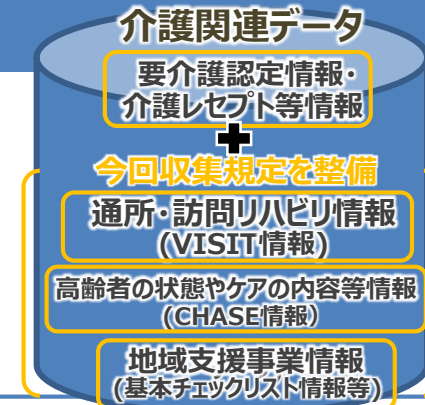 介護関連データ
要介護認定情報・
介護レセプト等情報
+
今回収集規定を整備
通所・訪問リハビリ情報
(VISIT情報)
高齢者の状態やケアの内容等情報
(CHASE情報）
地域支援事業情報
(基本チェックリスト情報等)